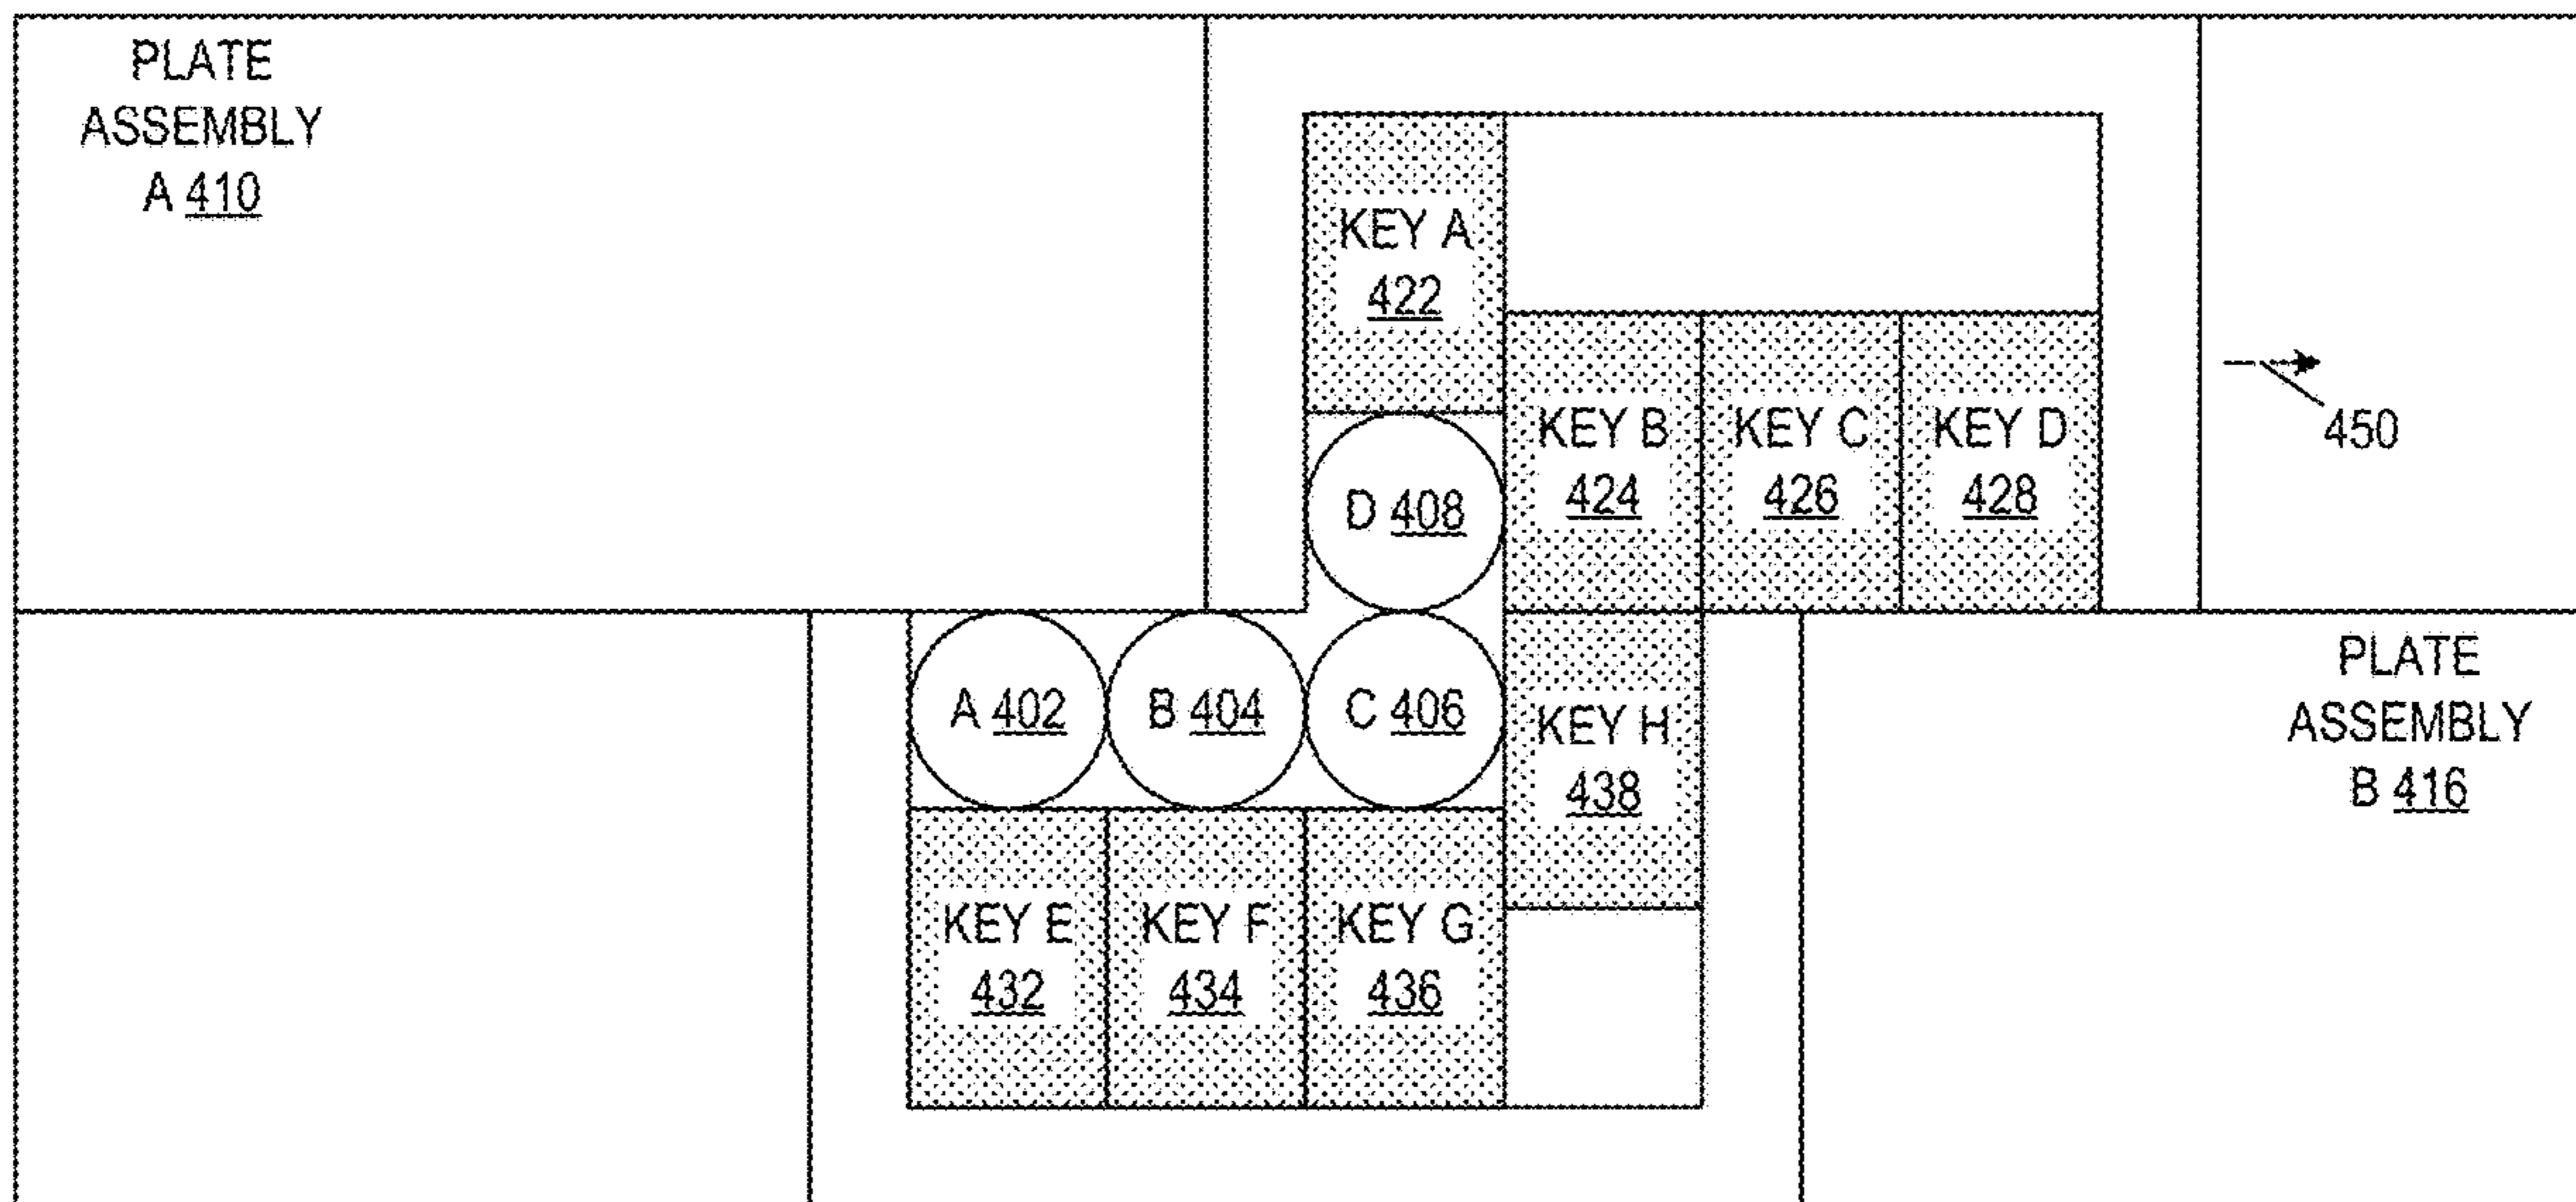 PLATE
ASSEMBLY
A 410
KEY A
422
KEY B
424
KEY C
426
KEY D
428
450
D 408
A 402
B 404
C 406
KEY H
438
PLATE
ASSEMBLY
B 416
KEY E
432
KEY F
434
KEY G
436